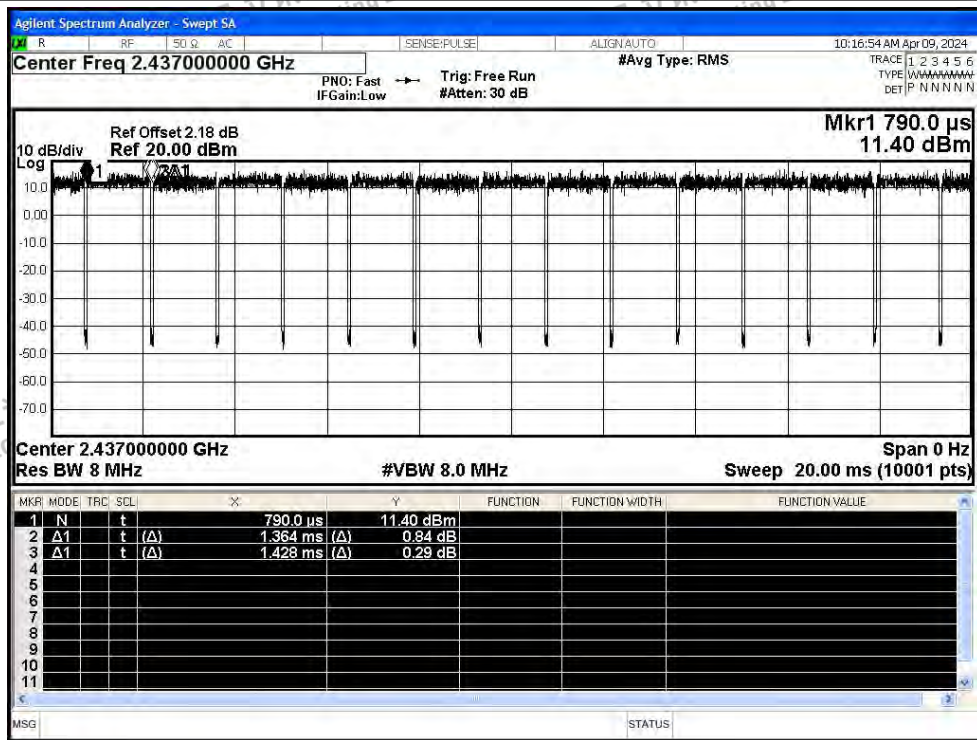 Agilent Spectrum Analyzer - Swept SA
R RF 50 Ω AC SENSE:PULSE ALIGN AUTO 10:16:54 AM Apr 09, 2024
Center Freq 2.437000000 GHz #Avg Type: RMS TRACE 1 2 3 4 5 6
PNO: Fast Trig: Free Run TYPE WWWWWW
IFGain:Low #Atten: 30 dB DET P N N N N N
Mkr1 790.0 µs
Ref Offset 2.18 dB
10 dB/div Ref 20.00 dBm 11.40 dBm
Log
1 3Δ1
10.0
0.00
-10.0
-20.0
-30.0
-40.0
-50.0
-60.0
-70.0
Center 2.437000000 GHz Span 0 Hz
Res BW 8 MHz #VBW 8.0 MHz Sweep 20.00 ms (10001 pts)
MKR MODE TRC SCL X Y FUNCTION FUNCTION WIDTH FUNCTION VALUE
1 N t 790.0 µs 11.40 dBm
2 Δ1 t (Δ) 1.364 ms (Δ) 0.84 dB
3 Δ1 t (Δ) 1.428 ms (Δ) 0.29 dB
4
5
6
7
8
9
10
11
MSG STATUS